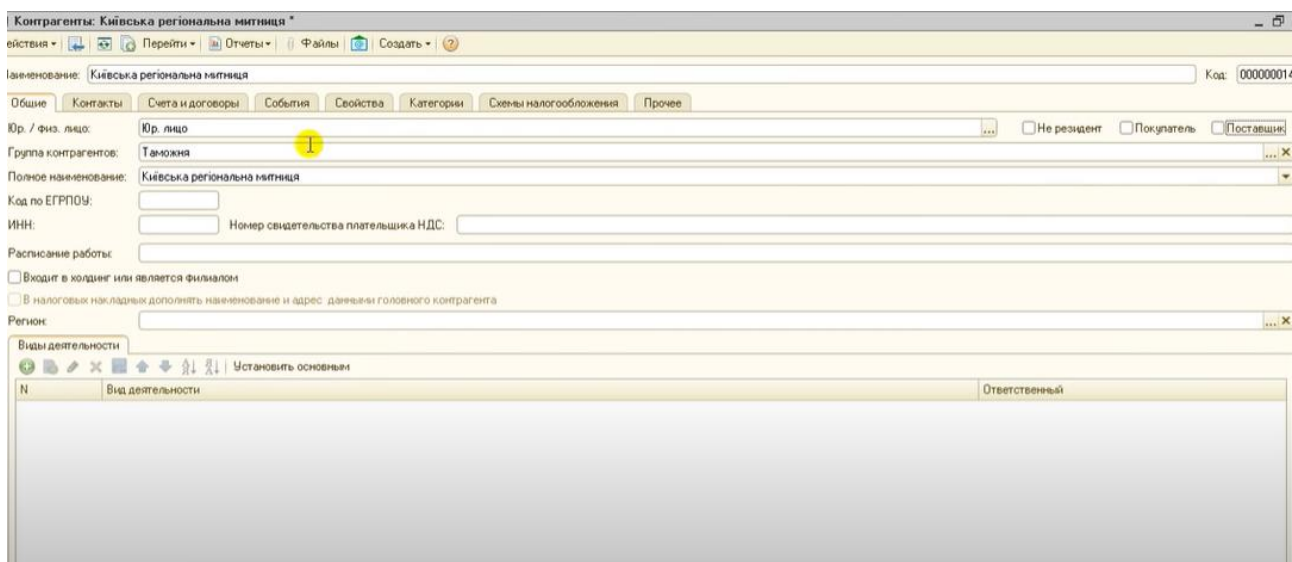 Контрагенты: Київська регіональна митниця *
ействия Перейти Отчеты Файлы Создать
аименование: Київська регіональна митниця Код: 000000014
Общие Контакты Счета и договоры События Свойства Категории Схемы налогообложения Прочее
Юр. / физ. лицо: Юр. лицо ... Не резидент Покупатель Поставщик
Группа контрагентов: Таможня ... ×
Полное наименование: Київська регіональна митниця
Код по ЕГРПОУ:
ИНН: Номер свидетельства плательщика НДС:
Расписание работы:
Входит в холдинг или является филиалом
В налоговых накладных дополнять наименование и адрес данными головного контрагента
Регион: ... ×
Виды деятельности
Установить основным
N Вид деятельности Ответственный